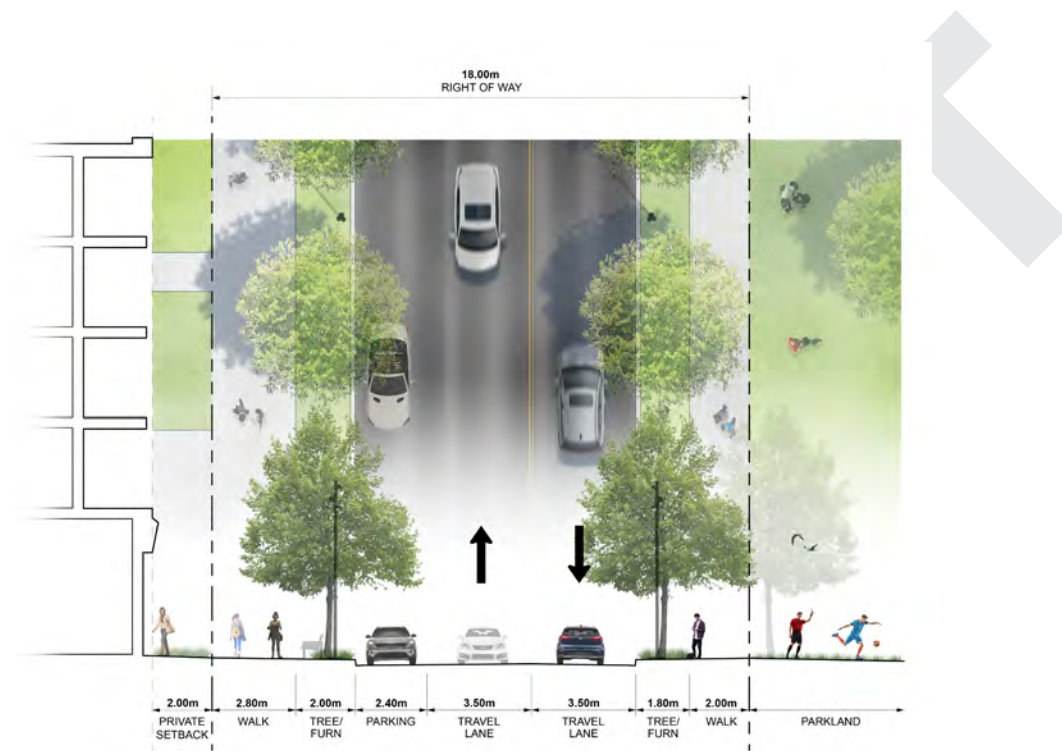 18.00m
RIGHT OF WAY
2.00m
PRIVATE
SETBACK
2.80m
WALK
2.00m
TREE/
FURN
2.40m
PARKING
3.50m
TRAVEL
LANE
3.50m
TRAVEL
LANE
1.80m
TREE/
FURN
2.00m
WALK
PARKLAND